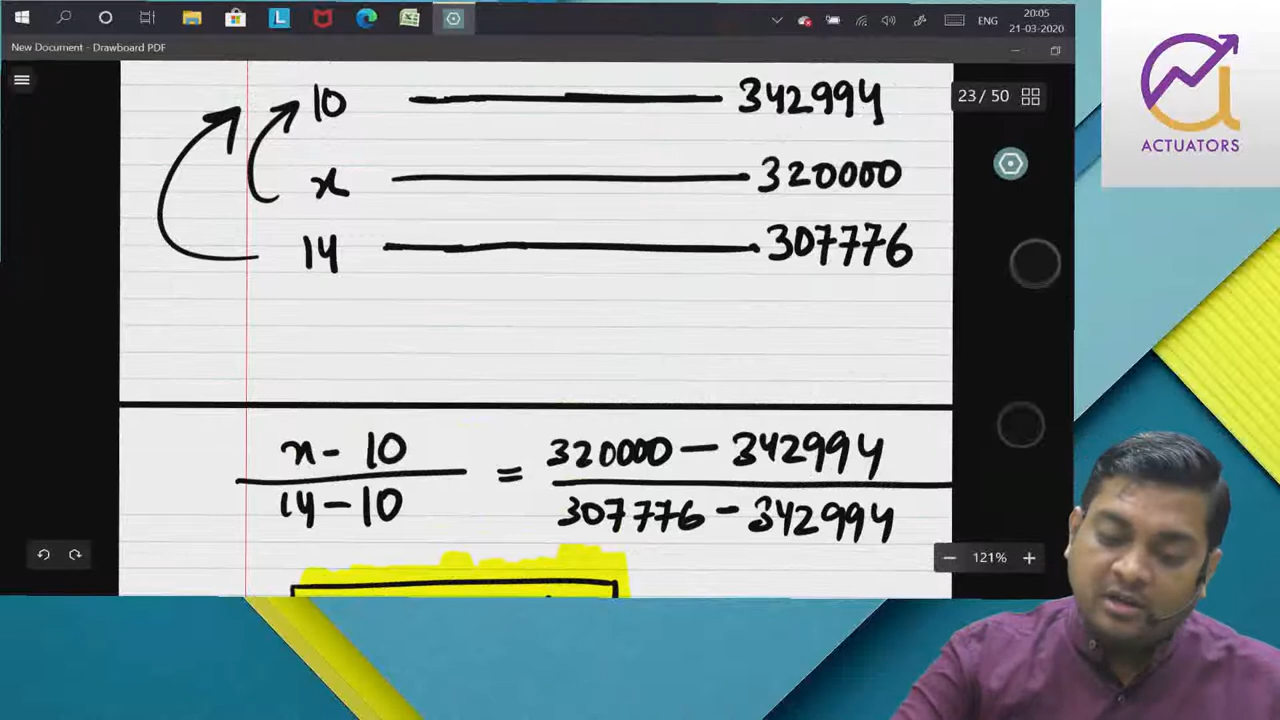 ENG
20:05
21-03-2020
New Document - Drawboard PDF
10 342994
23 / 50
x 320000
14 307776
x - 10 = 320000 - 342994
14 - 10 307776 - 342994
121%
ACTUATORS